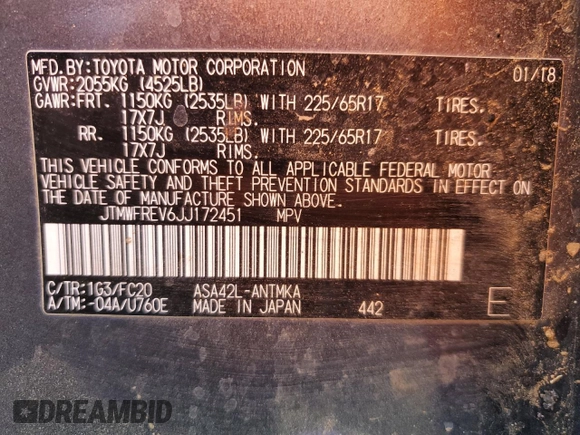 MFD.BY:TOYOTA MOTOR CORPORATION 01/18
GVWR:2055KG (4525LB)
GAWR:FRT. 1150KG (2535LB) WITH 225/65R17 TIRES.
17X7J RIMS.
RR. 1150KG (2535LB) WITH 225/65R17 TIRES.
17X7J RIMS.
THIS VEHICLE CONFORMS TO ALL APPLICABLE FEDERAL MOTOR
VEHICLE SAFETY AND THEFT PREVENTION STANDARDS IN EFFECT ON
THE DATE OF MANUFACTURE SHOWN ABOVE.
JTMWFREV6JJ172451 MPV
C/TR:1G3/FC20 ASA42L-ANTMKA
A/TM:-04A/U760E MADE IN JAPAN 442 E
DREAMBID